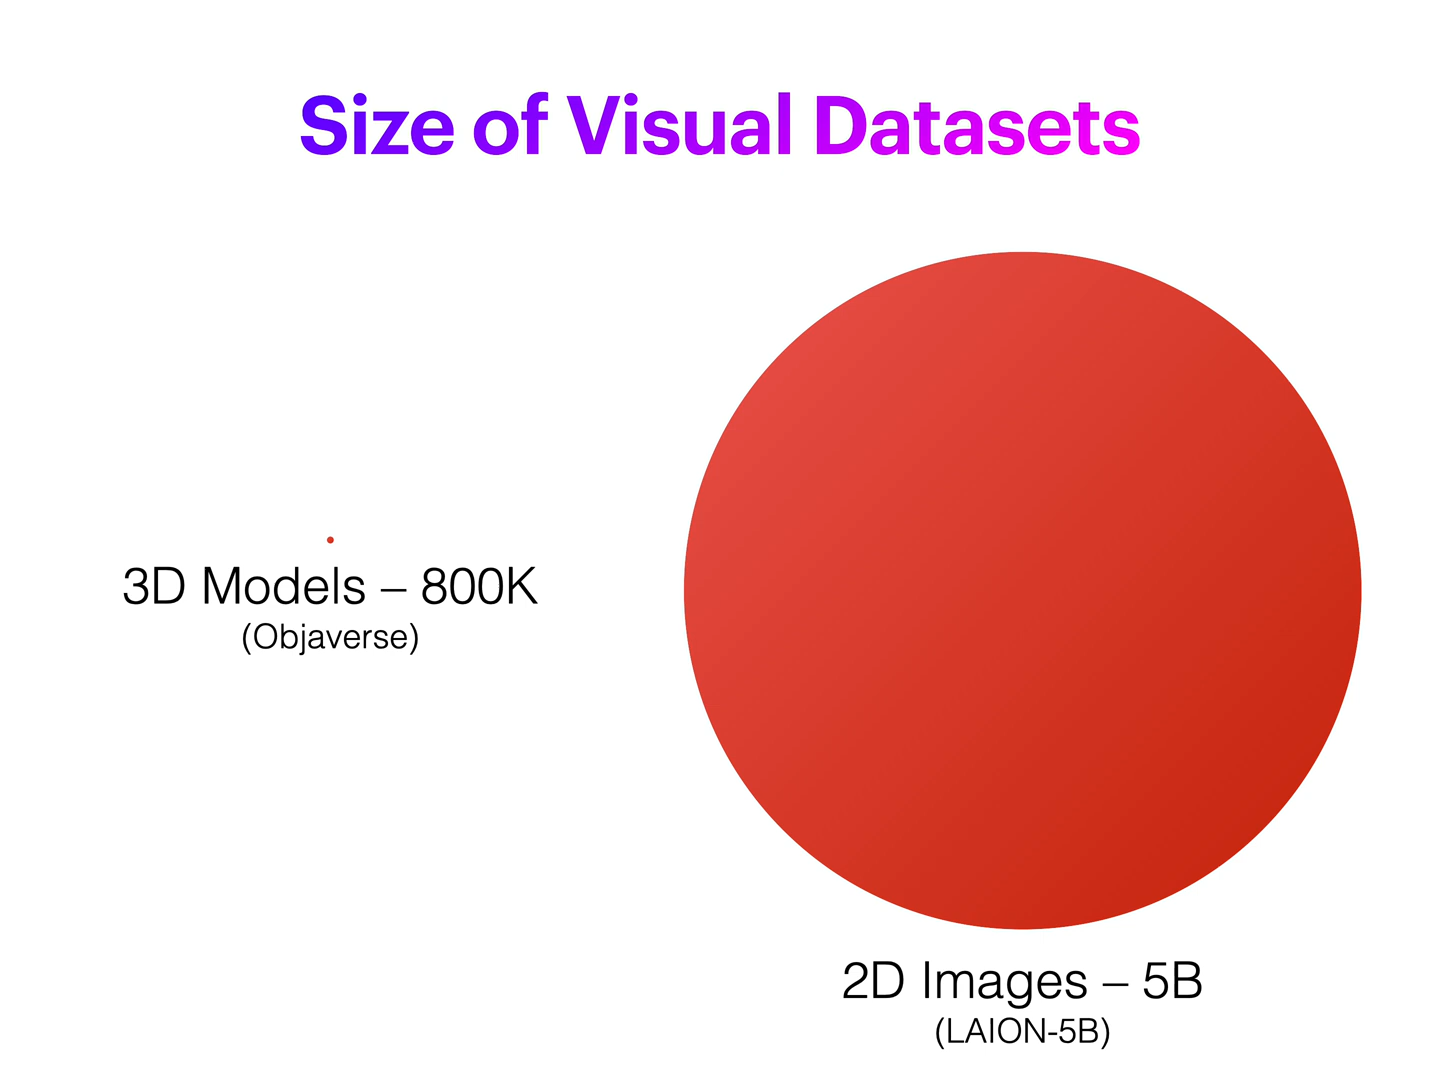 Size of Visual Datasets
3D Models – 800K
(Objaverse)
2D Images – 5B
(LAION-5B)